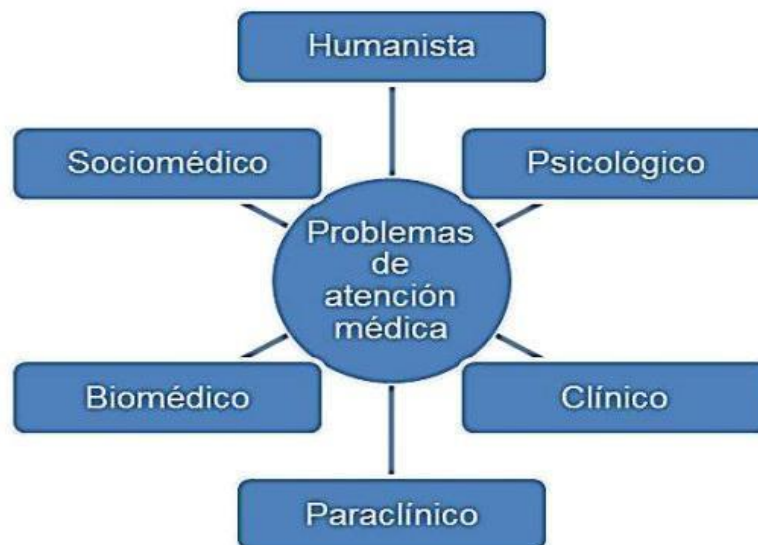 Humanista
Sociomédico
Psicológico
Problemas
de
atención
médica
Biomédico
Clínico
Paraclínico